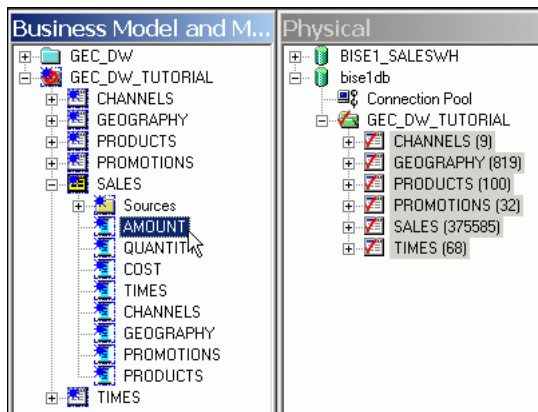 Business Model and M...
GEC_DW
GEC_DW_TUTORIAL
CHANNELS
GEOGRAPHY
PRODUCTS
PROMOTIONS
SALES
Sources
AMOUNT
QUANTITY
COST
TIMES
CHANNELS
GEOGRAPHY
PROMOTIONS
PRODUCTS
TIMES
Physical
BISE1_SALESWH
bise1db
Connection Pool
GEC_DW_TUTORIAL
CHANNELS (9)
GEOGRAPHY (819)
PRODUCTS (100)
PROMOTIONS (32)
SALES (375585)
TIMES (68)